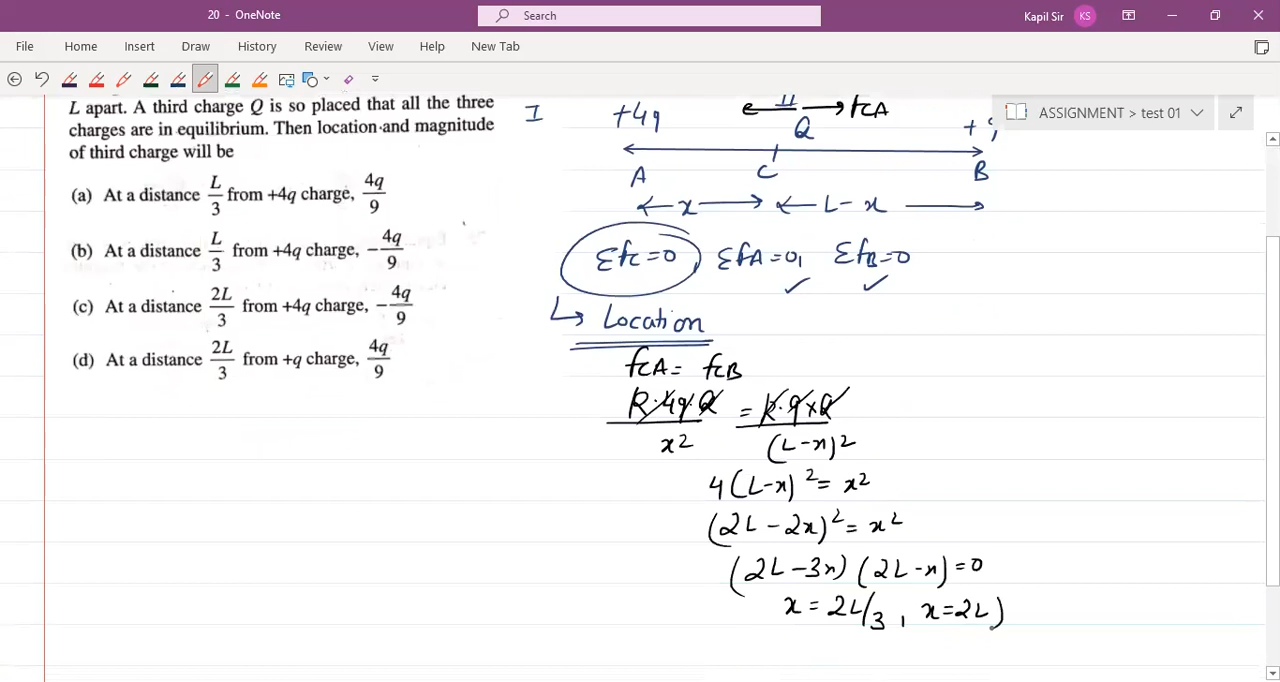 20 - OneNote
Search
Kapil Sir
KS
File Home Insert Draw History Review View Help New Tab
ASSIGNMENT > test 01
L apart. A third charge Q is so placed that all the three
charges are in equilibrium. Then location and magnitude
of third charge will be
(a) At a distance L/3 from +4q charge, 4q/9
(b) At a distance L/3 from +4q charge, -4q/9
(c) At a distance 2L/3 from +4q charge, -4q/9
(d) At a distance 2L/3 from +q charge, 4q/9
I +4q Q fCA
A C B
x L-x
Σfc=0, ΣfA=0, ΣfB=0
↳ Location
fCA = fCB
k·4q·Q/x² = k·q×Q/(L-x)²
4(L-x)² = x²
(2L-2x)² = x²
(2L-3x)(2L-x)=0
x = 2L/3, x=2L)